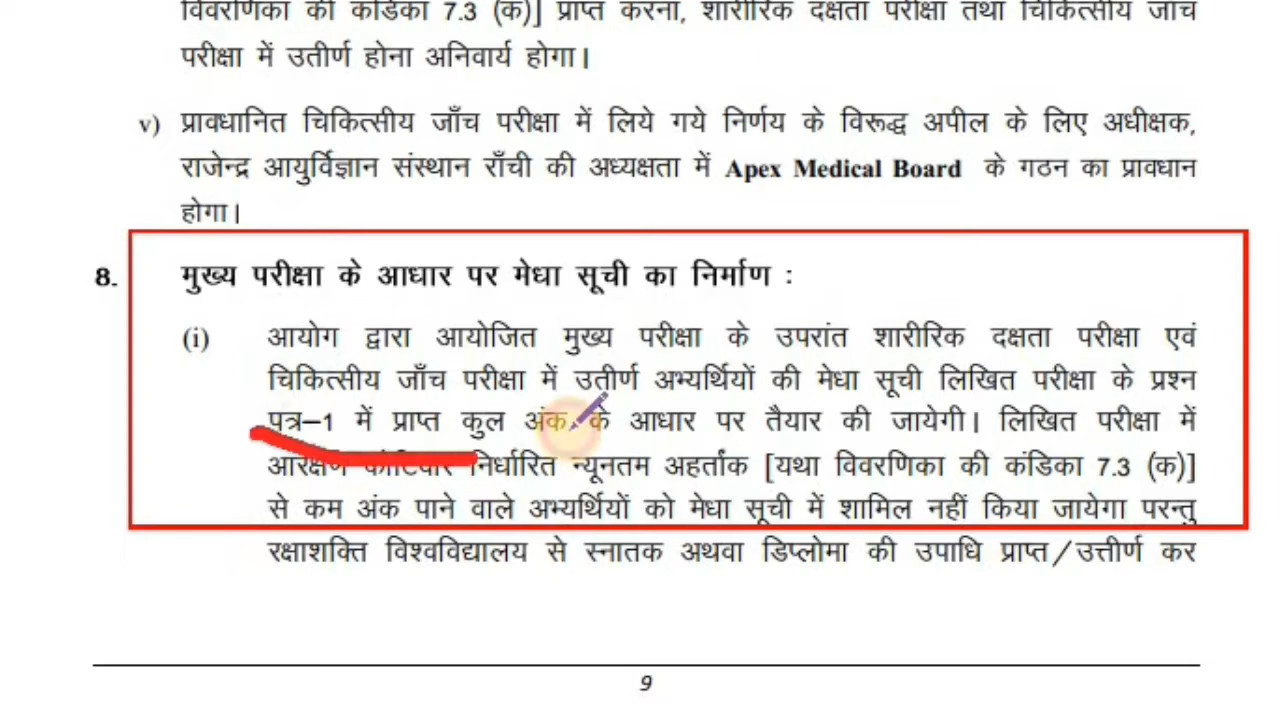 विवरणिका की कंडिका 7.3 (क)] प्राप्त करना, शारीरिक दक्षता परीक्षा तथा चिकित्सीय जाँच
परीक्षा में उतीर्ण होना अनिवार्य होगा।
v) प्रावधानित चिकित्सीय जाँच परीक्षा में लिये गये निर्णय के विरूद्ध अपील के लिए अधीक्षक,
राजेन्द्र आयुर्विज्ञान संस्थान राँची की अध्यक्षता में Apex Medical Board के गठन का प्रावधान
होगा।
8. मुख्य परीक्षा के आधार पर मेधा सूची का निर्माण :
(i) आयोग द्वारा आयोजित मुख्य परीक्षा के उपरांत शारीरिक दक्षता परीक्षा एवं
चिकित्सीय जाँच परीक्षा में उतीर्ण अभ्यर्थियों की मेधा सूची लिखित परीक्षा के प्रश्न
पत्र–1 में प्राप्त कुल अंक के आधार पर तैयार की जायेगी। लिखित परीक्षा में
आरक्षण कोटिवार निर्धारित न्यूनतम अहर्तांक [यथा विवरणिका की कंडिका 7.3 (क)]
से कम अंक पाने वाले अभ्यर्थियों को मेधा सूची में शामिल नहीं किया जायेगा परन्तु
रक्षाशक्ति विश्वविद्यालय से स्नातक अथवा डिप्लोमा की उपाधि प्राप्त/उत्तीर्ण कर
9